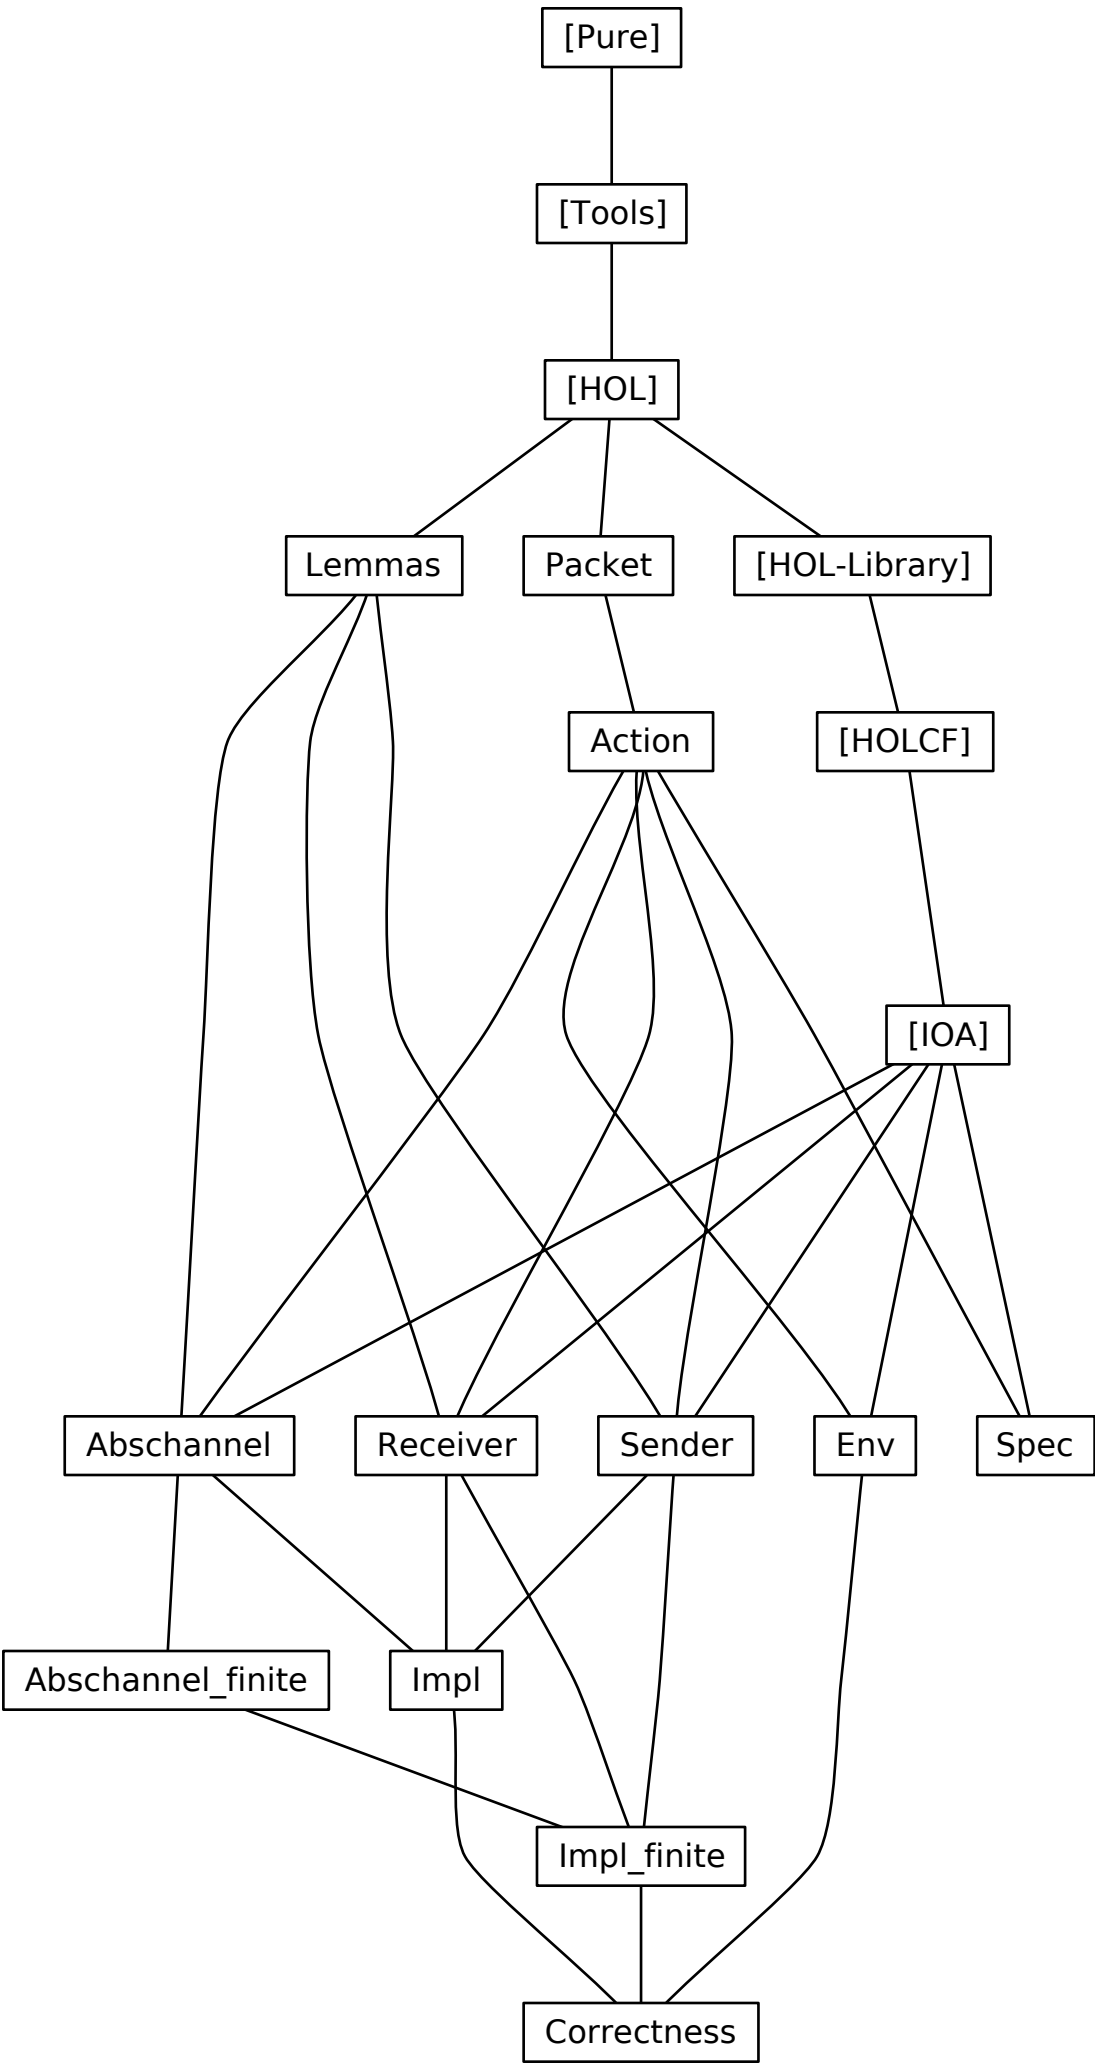 [Pure]
[Tools]
[HOL]
Lemmas
Packet
[HOL-Library]
Action
[HOLCF]
[IOA]
Abschannel
Receiver
Sender
Env
Spec
Abschannel_finite
Impl
Impl_finite
Correctness